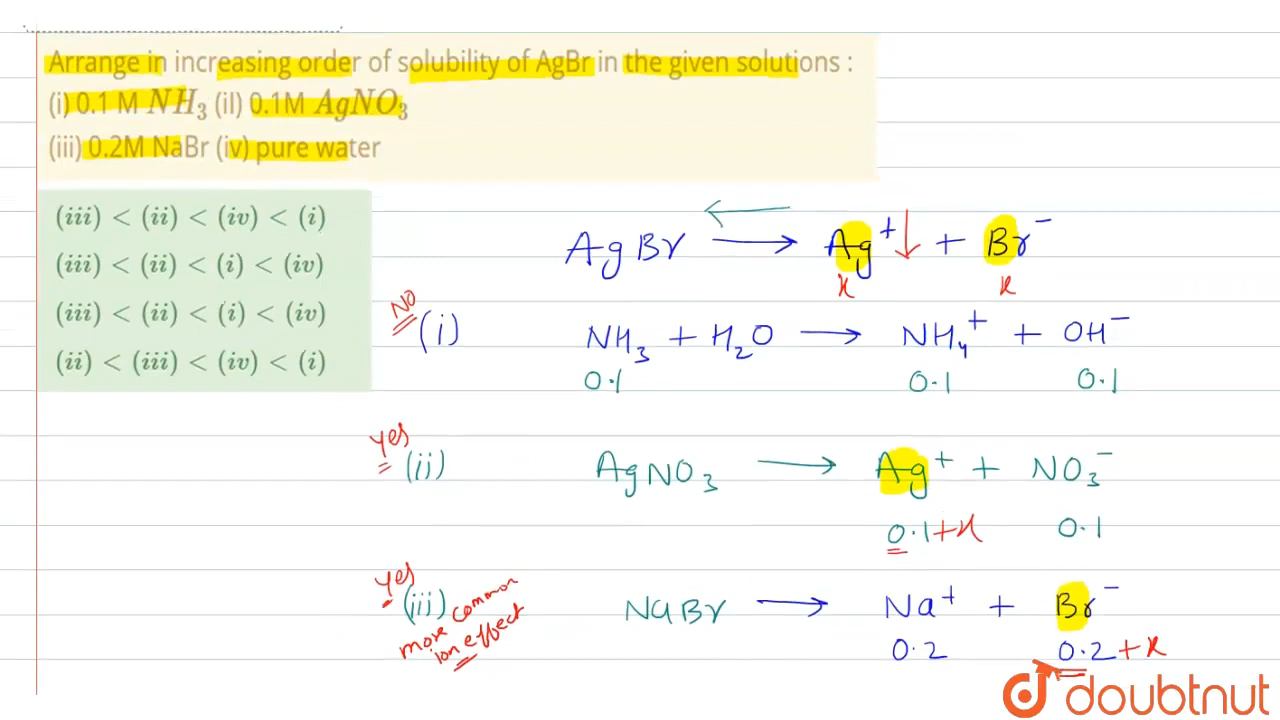 Arrange in increasing order of solubility of AgBr in the given solutions :
(i) 0.1 M NH₃ (iI) 0.1M AgNO₃
(iii) 0.2M NaBr (iv) pure water
(iii) < (ii) < (iv) < (i)
(iii) < (ii) < (i) < (iv)
(iii) < (ii) < (i) < (iv)
(ii) < (iii) < (iv) < (i)
AgBr → Ag⁺ ↓ + Br⁻
← 
x x
NO
(i) NH₃ + H₂O → NH₄⁺ + OH⁻
0.1 0.1 0.1
Yes
(ii) AgNO₃ → Ag⁺ + NO₃⁻
0.1+x 0.1
Yes
(iii) NaBr → Na⁺ + Br⁻
more common
ion effect
0.2 0.2+x
doubtnut